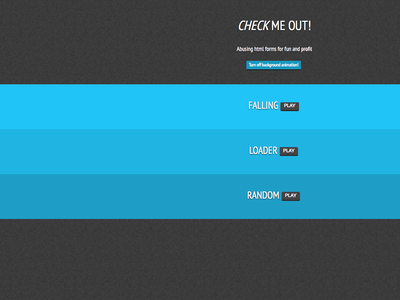 CHECK ME OUT!
Abusing html forms for fun and profit
Turn off background animation!
FALLING PLAY
LOADER PLAY
RANDOM PLAY